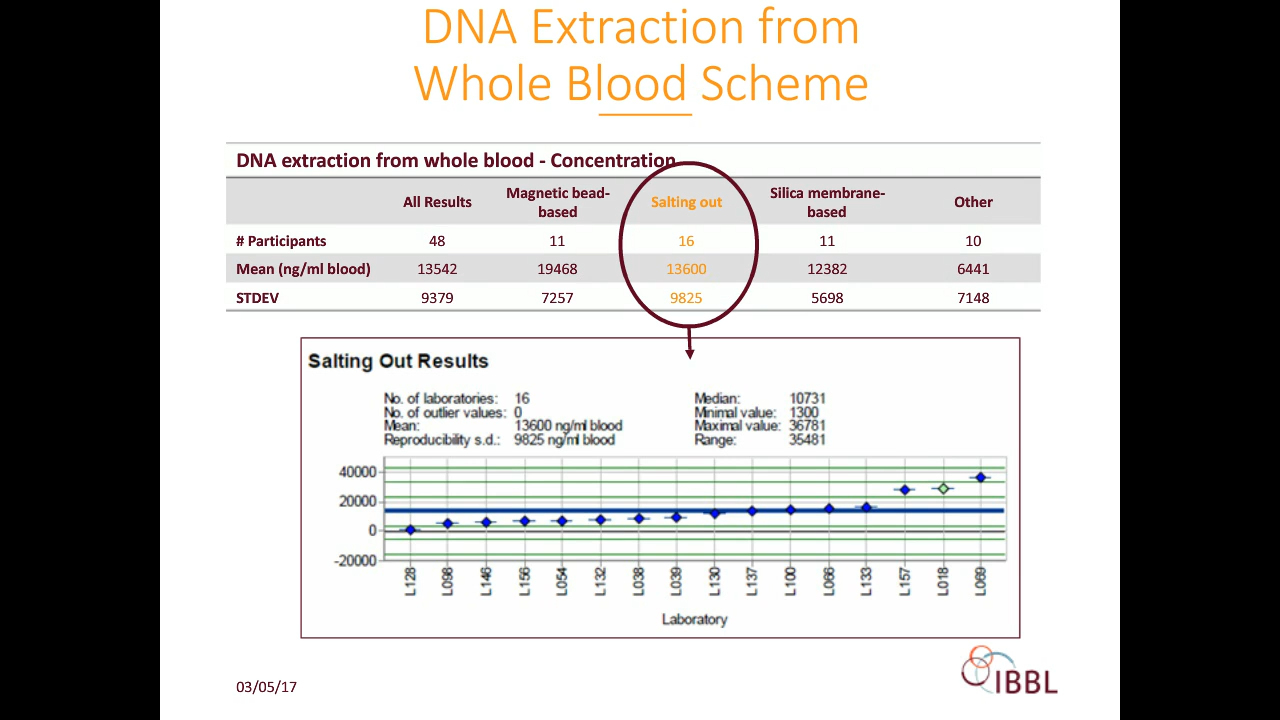 DNA Extraction from
Whole Blood Scheme
DNA extraction from whole blood - Concentration
All Results Magnetic bead-based Salting out Silica membrane-based Other
# Participants 48 11 16 11 10
Mean (ng/ml blood) 13542 19468 13600 12382 6441
STDEV 9379 7257 9825 5698 7148
Salting Out Results
No. of laboratories: 16 Median: 10731
No. of outlier values: 0 Minimal value: 1300
Mean: 13600 ng/ml blood Maximal value: 36781
Reproducibility s.d.: 9825 ng/ml blood Range: 35481
40000
20000
0
-20000
L128 L098 L146 L156 L054 L132 L038 L039 L130 L137 L100 L066 L133 L157 L018 L069
Laboratory
03/05/17
IBBL